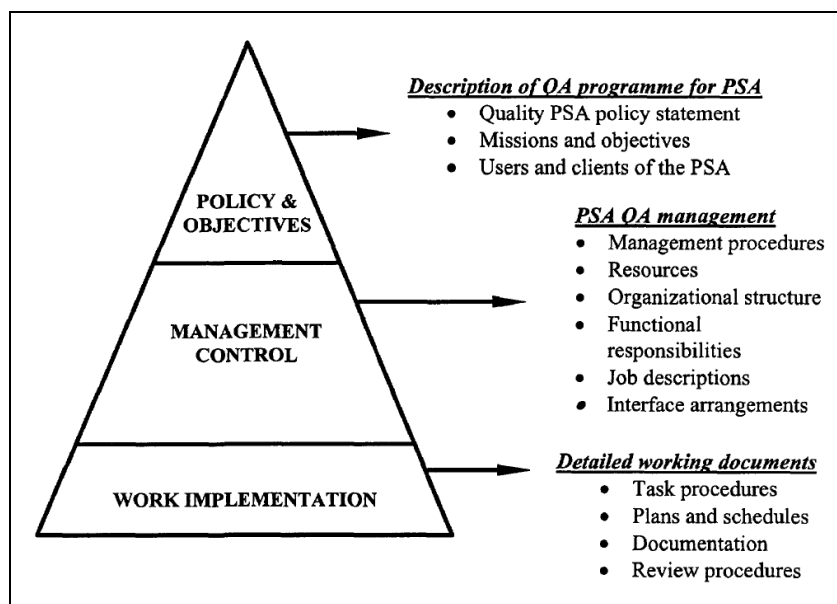 Description of QA programme for PSA
• Quality PSA policy statement
• Missions and objectives
• Users and clients of the PSA
POLICY &
OBJECTIVES
PSA QA management
• Management procedures
• Resources
• Organizational structure
• Functional
responsibilities
• Job descriptions
• Interface arrangements
MANAGEMENT
CONTROL
Detailed working documents
• Task procedures
• Plans and schedules
• Documentation
• Review procedures
WORK IMPLEMENTATION